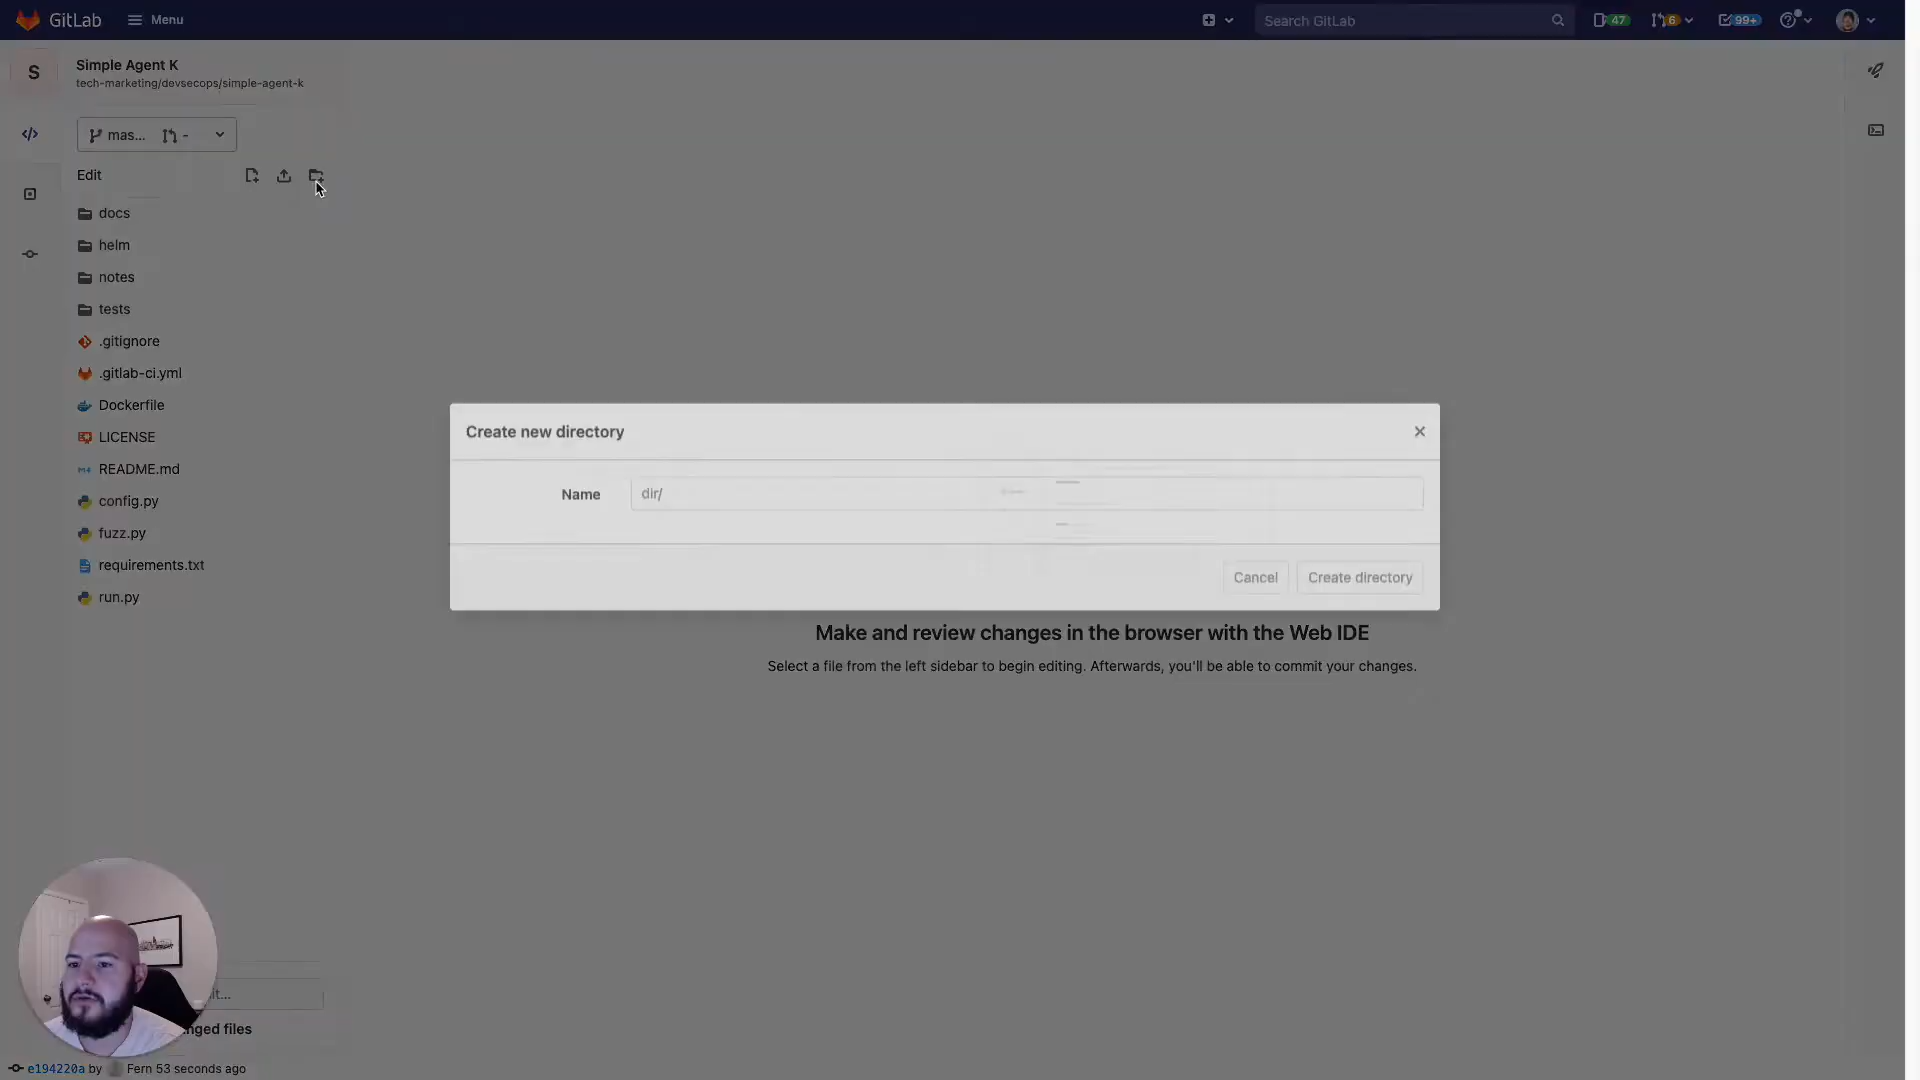 GitLab
Menu
Search GitLab
47
6
99+
S
Simple Agent K
tech-marketing/devsecops/simple-agent-k
mas...
-
Edit
docs
helm
notes
tests
.gitignore
.gitlab-ci.yml
Dockerfile
LICENSE
README.md
config.py
fuzz.py
requirements.txt
run.py
Create new directory
Name
dir/
Cancel
Create directory
Make and review changes in the browser with the Web IDE
Select a file from the left sidebar to begin editing. Afterwards, you'll be able to commit your changes.
files
e194220a by Fern 53 seconds ago